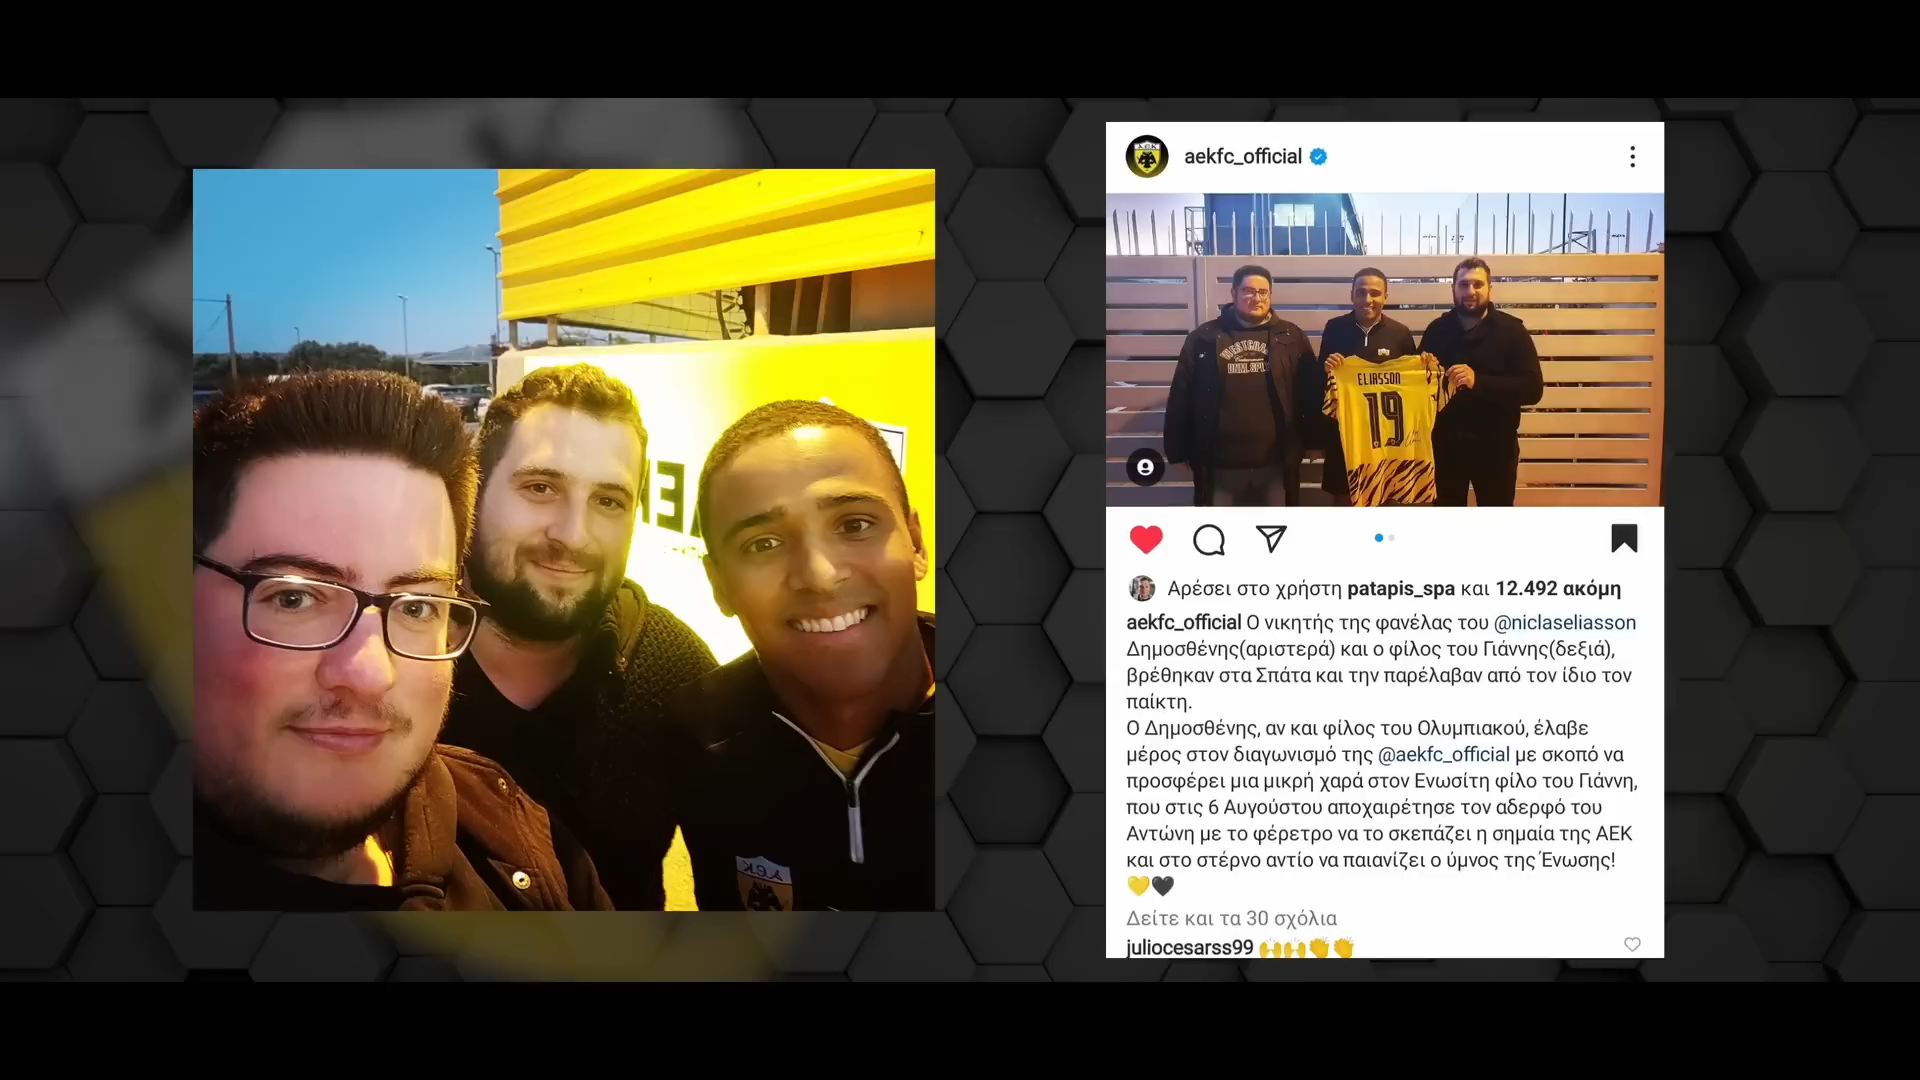 aekfc_official
ΑΕΚ
WESTCOAST
ELIASSON
19
Αρέσει στο χρήστη patapis_spa και 12.492 ακόμη
aekfc_official Ο νικητής της φανέλας του @niclaseliasson
Δημοσθένης(αριστερά) και ο φίλος του Γιάννης(δεξιά),
βρέθηκαν στα Σπάτα και την παρέλαβαν από τον ίδιο τον
παίκτη.
Ο Δημοσθένης, αν και φίλος του Ολυμπιακού, έλαβε
μέρος στον διαγωνισμό της @aekfc_official με σκοπό να
προσφέρει μια μικρή χαρά στον Ενωσίτη φίλο του Γιάννη,
που στις 6 Αυγούστου αποχαιρέτησε τον αδερφό του
Αντώνη με το φέρετρο να το σκεπάζει η σημαία της ΑΕΚ
και στο στέρνο αντίο να παιανίζει ο ύμνος της Ένωσης!
💛🖤
Δείτε και τα 30 σχόλια
juliocesarss99 🙌🙌👏👏